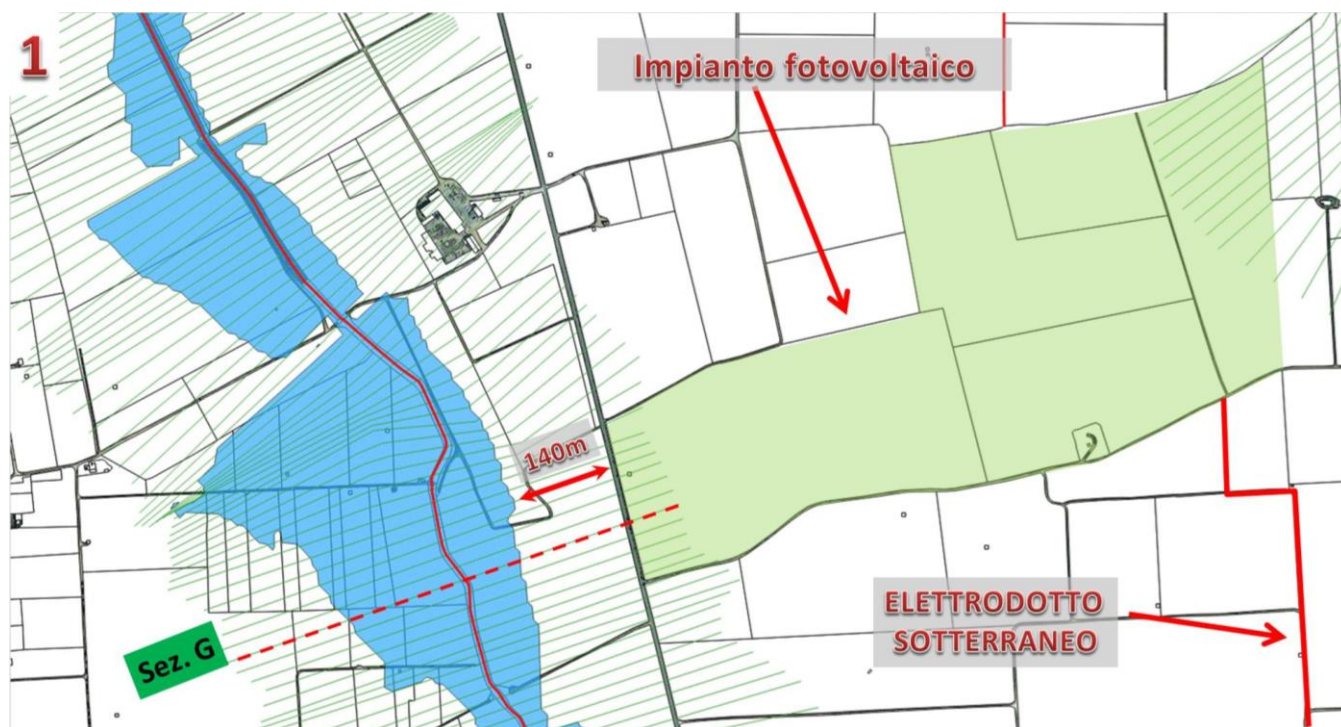 1
Impianto fotovoltaico
140m
Sez. G
ELETTRODOTTO
SOTTERRANEO